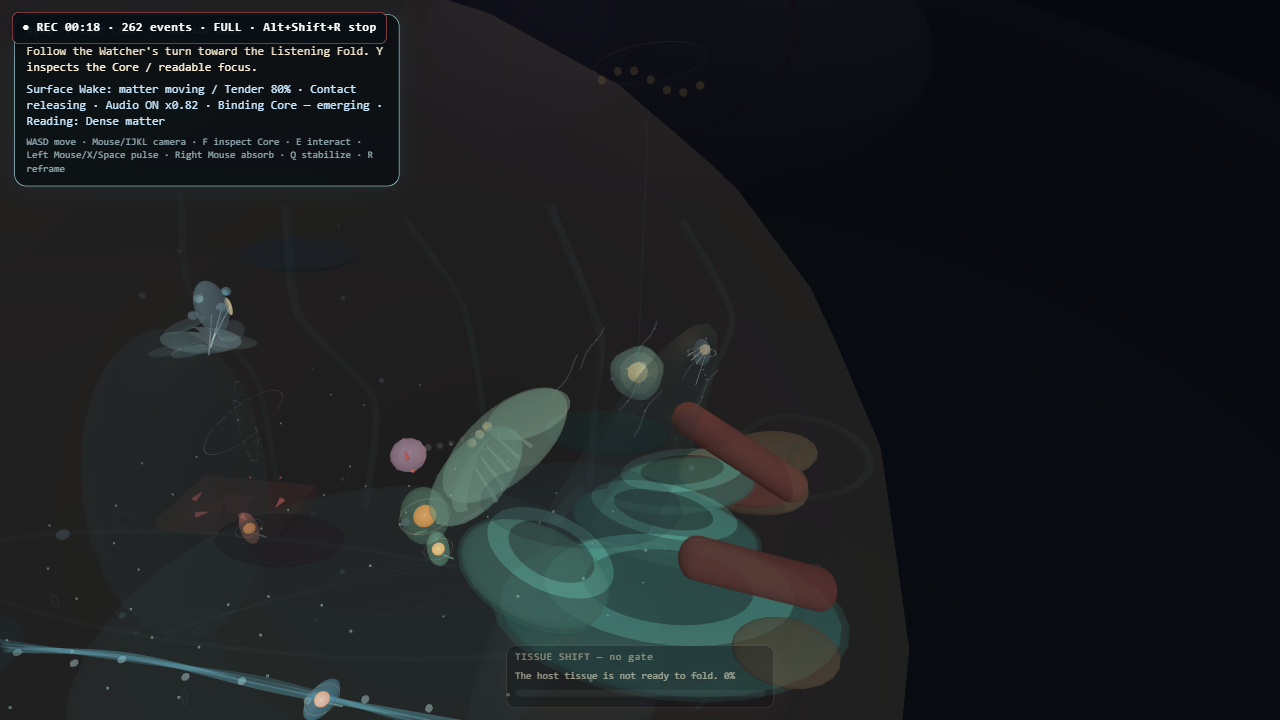 ● REC 00:18 · 262 events · FULL · Alt+Shift+R stop
Follow the Watcher's turn toward the Listening Fold. Y
inspects the Core / readable focus.
Surface Wake: matter moving / Tender 80% · Contact
releasing · Audio ON x0.82 · Binding Core — emerging ·
Reading: Dense matter
WASD move · Mouse/IJKL camera · F inspect Core · E interact ·
Left Mouse/X/Space pulse · Right Mouse absorb · Q stabilize · R
reframe
TISSUE SHIFT — no gate
The host tissue is not ready to fold. 0%